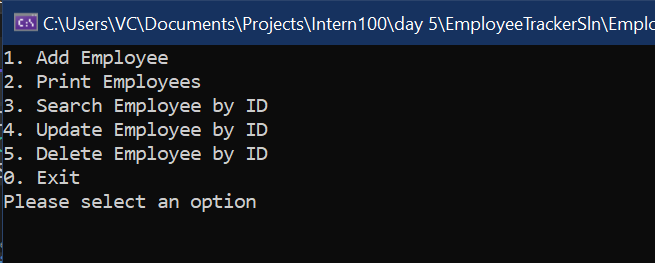 C:\Users\VC\Documents\Projects\Intern100\day 5\EmployeeTrackerSln\Emplo
1. Add Employee
2. Print Employees
3. Search Employee by ID
4. Update Employee by ID
5. Delete Employee by ID
0. Exit
Please select an option